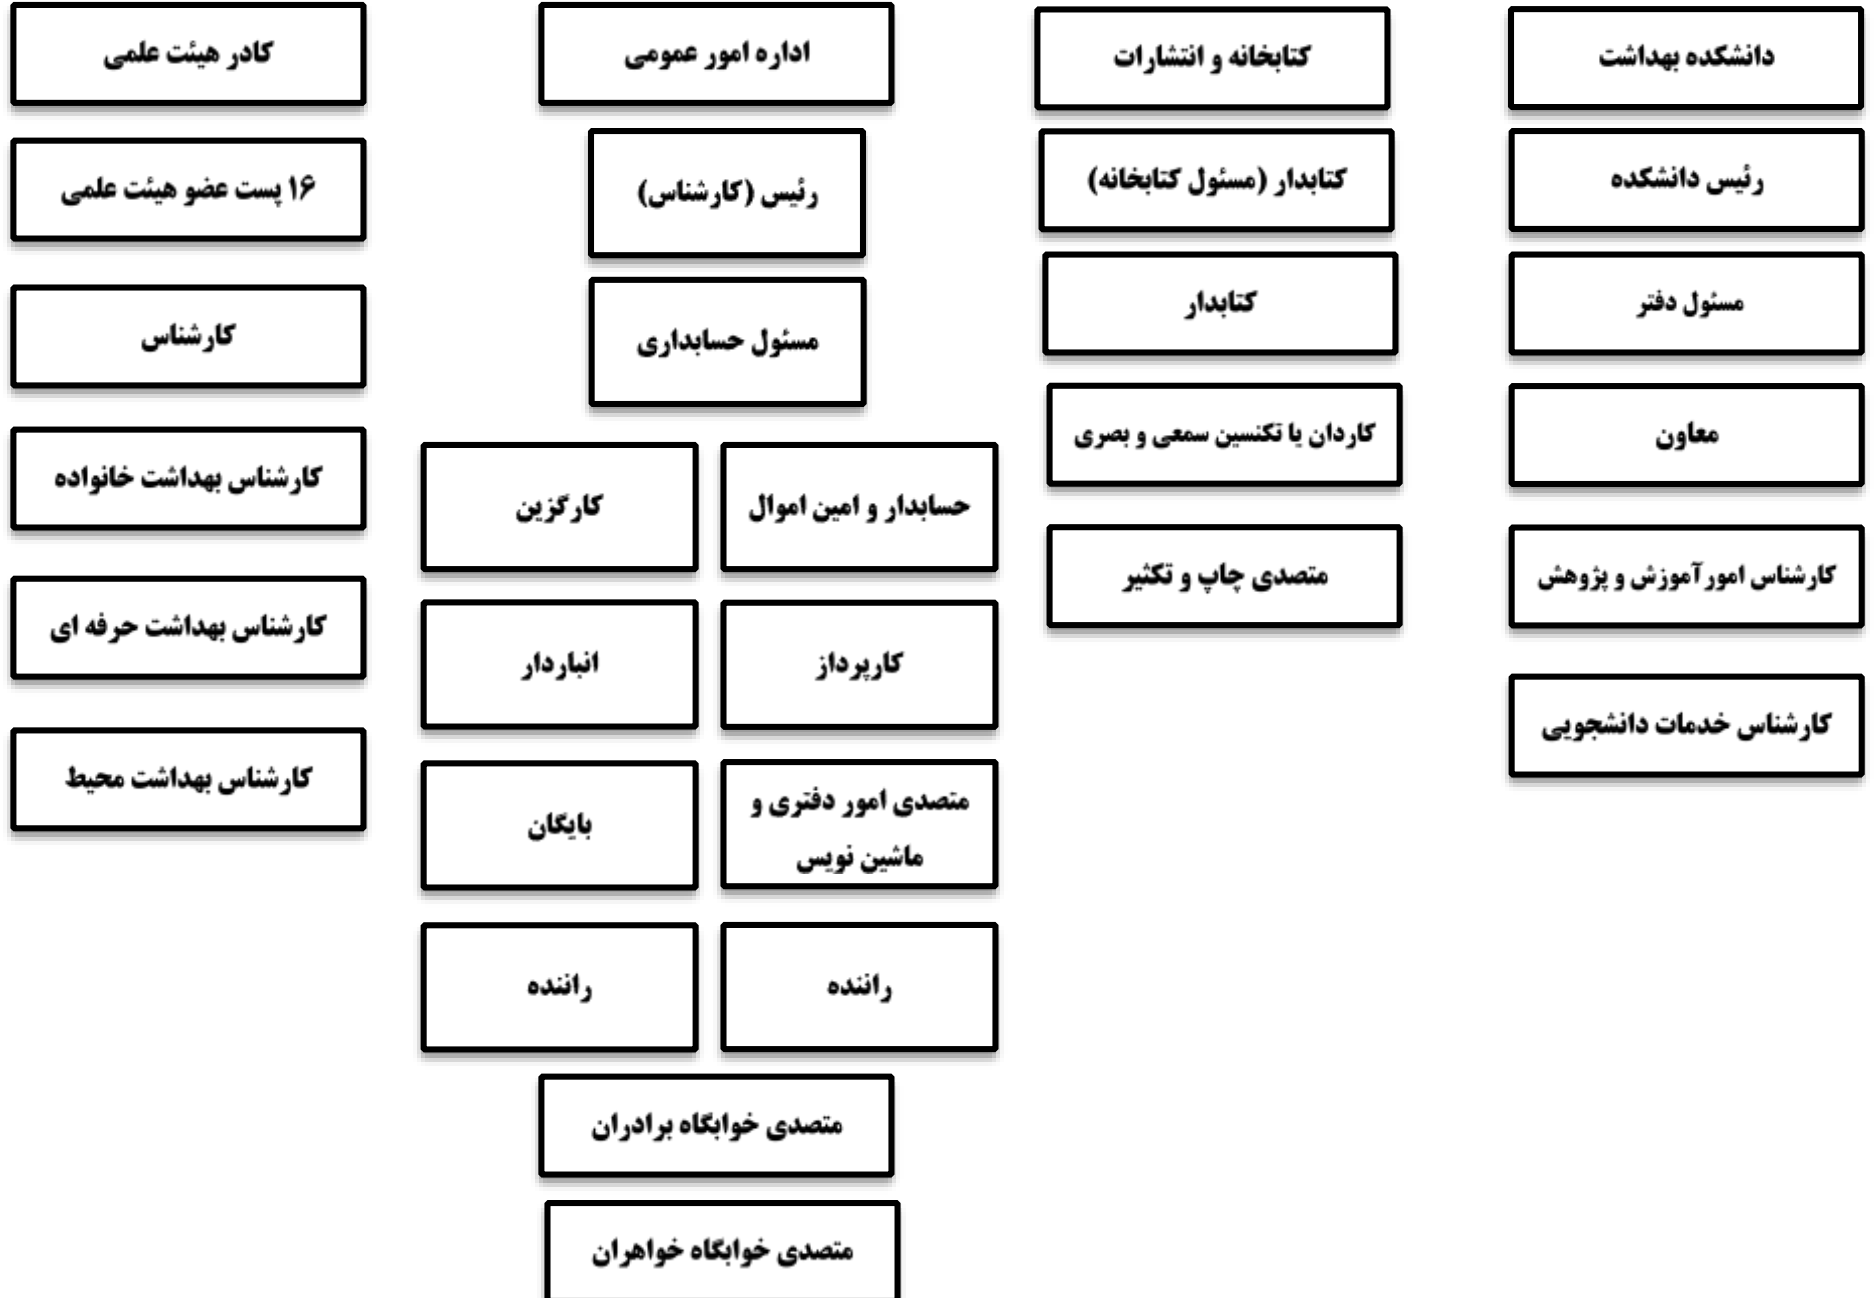 دانشکده بهداشت
رئیس دانشکده
مسئول دفتر
معاون
کارشناس امورآموزش و پژوهش
کارشناس خدمات دانشجویی
کتابخانه و انتشارات
کتابدار (مسئول کتابخانه)
کتابدار
کاردان یا تکنسین سمعی و بصری
متصدی چاپ و تکثیر
اداره امور عمومی
رئیس (کارشناس)
مسئول حسابداری
حسابدار و امین اموال
کارگزین
کارپرداز
انباردار
متصدی امور دفتری و
ماشین نویس
بایگان
راننده
راننده
متصدی خوابگاه برادران
متصدی خوابگاه خواهران
کادر هیئت علمی
۱۶ پست عضو هیئت علمی
کارشناس
کارشناس بهداشت خانواده
کارشناس بهداشت حرفه ای
کارشناس بهداشت محیط